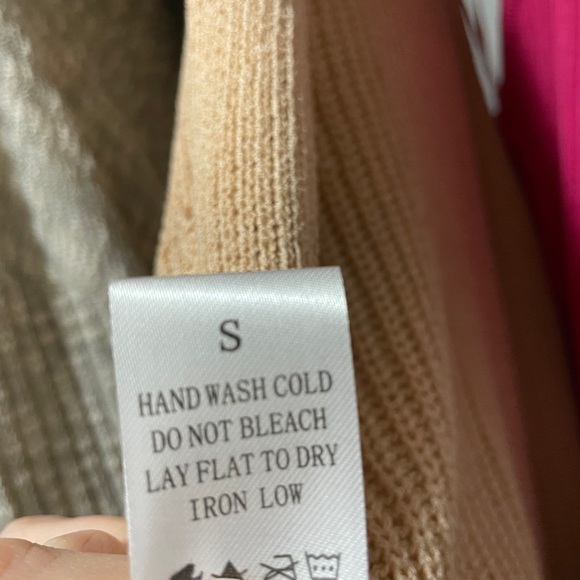 S
HAND WASH COLD
DO NOT BLEACH
LAY FLAT TO DRY
IRON LOW